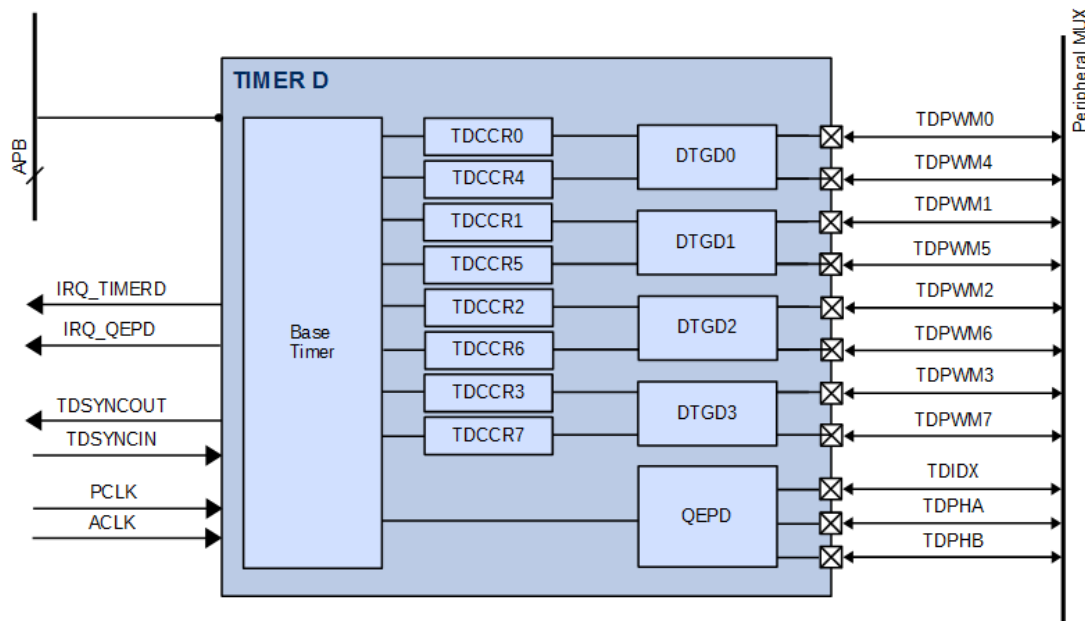 Peripheral MUX
TIMER D
APB
TDCCR0
TDCCR4
TDCCR1
TDCCR5
TDCCR2
TDCCR6
TDCCR3
TDCCR7
Base
Timer
DTGD0
DTGD1
DTGD2
DTGD3
QEPD
TDPWM0
TDPWM4
TDPWM1
TDPWM5
TDPWM2
TDPWM6
TDPWM3
TDPWM7
TDIDX
TDPHA
TDPHB
IRQ_TIMERD
IRQ_QEPD
TDSYNCOUT
TDSYNCIN
PCLK
ACLK